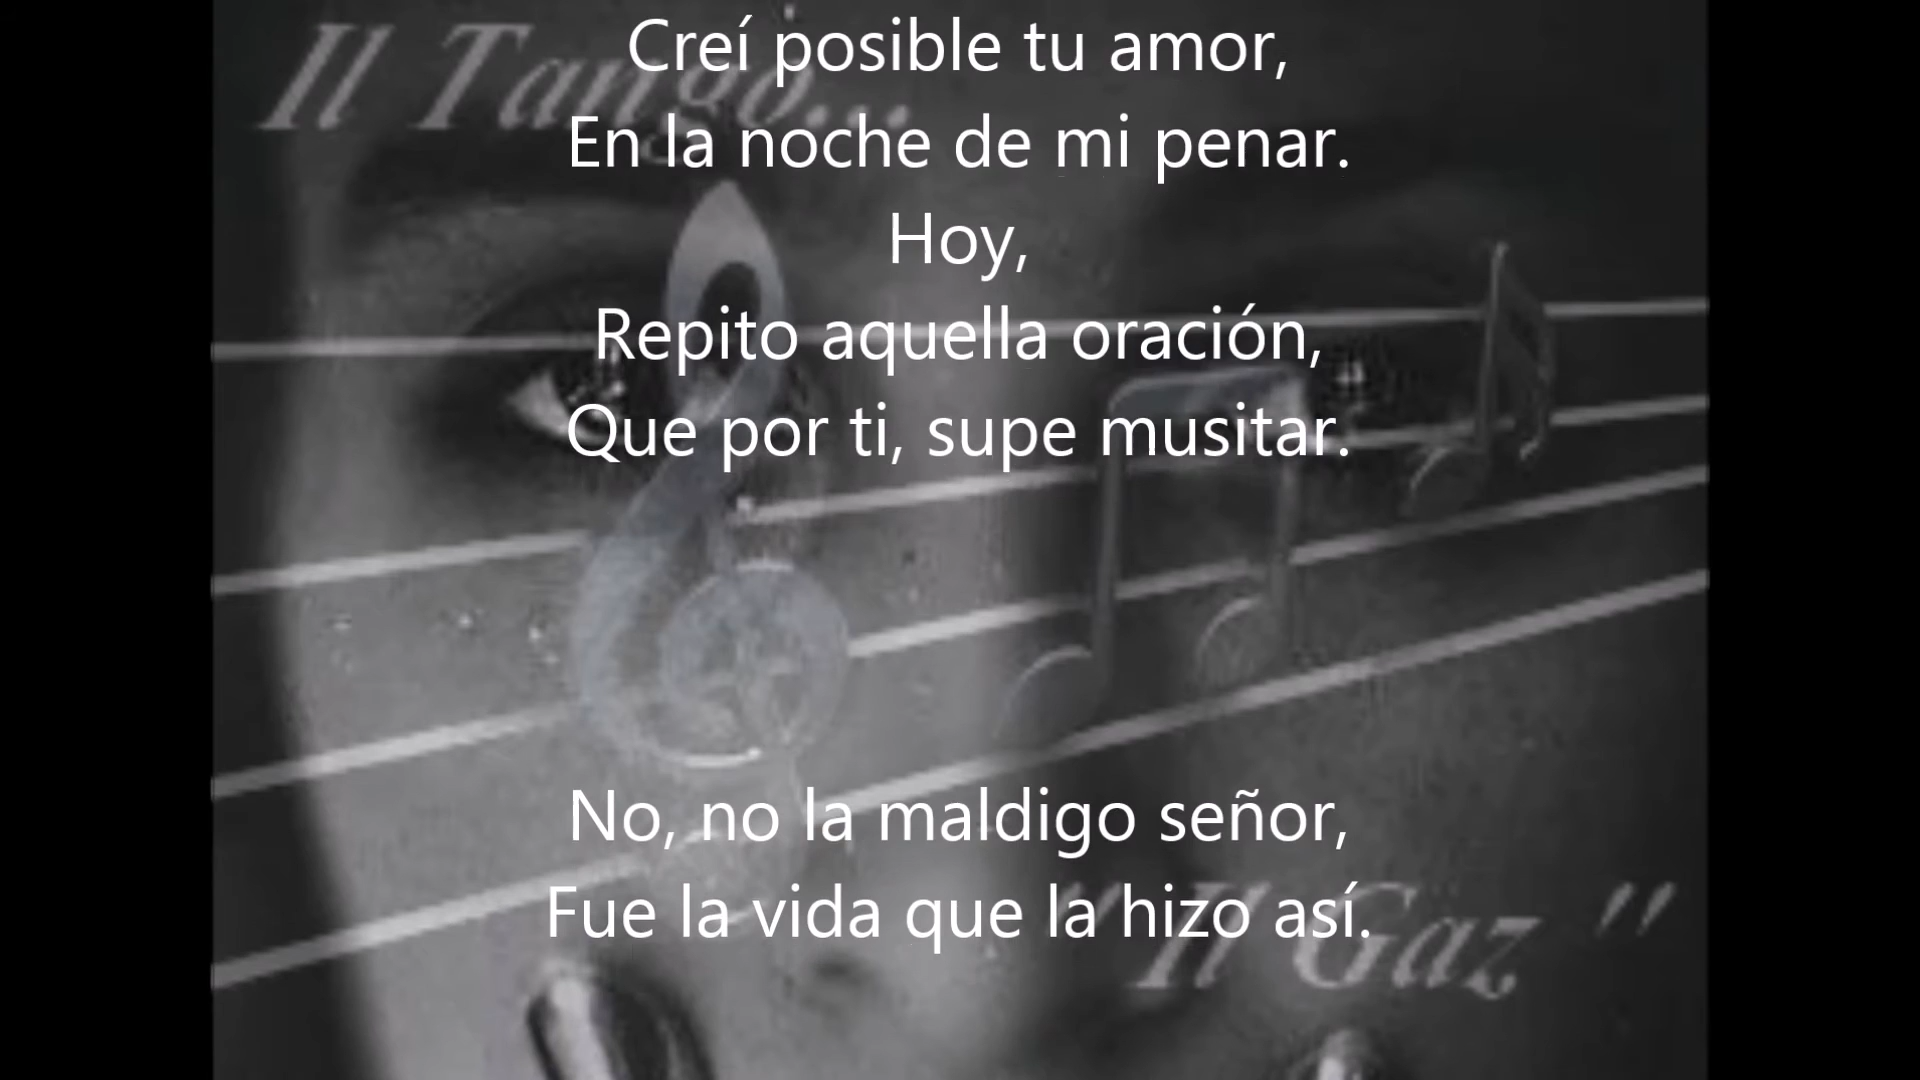 Il Tango...
Creí posible tu amor,
En la noche de mi penar.
Hoy,
Repito aquella oración,
Que por ti, supe musitar.
No, no la maldigo señor,
Fue la vida que la hizo así.
" Il Gaz "